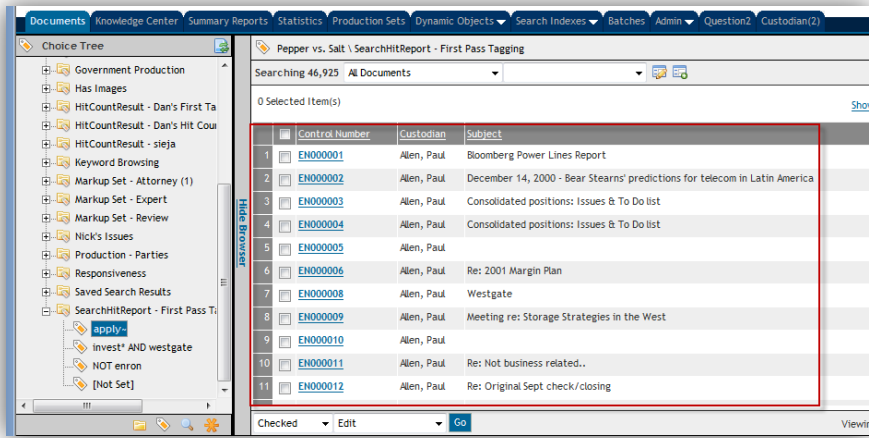 Documents Knowledge Center Summary Reports Statistics Production Sets Dynamic Objects Search Indexes Batches Admin Question2 Custodian(2)
Choice Tree
Government Production
Has Images
HitCountResult - Dan's First Ta
HitCountResult - Dan's Hit Cour
HitCountResult - sieja
Keyword Browsing
Markup Set - Attorney (1)
Markup Set - Expert
Markup Set - Review
Nick's Issues
Production - Parties
Responsiveness
Saved Search Results
SearchHitReport - First Pass Ta
apply~
invest* AND westgate
NOT enron
[Not Set]
Hide Browser
Pepper vs. Salt \ SearchHitReport - First Pass Tagging
Searching 46,925 All Documents
0 Selected Item(s) Show
Control Number Custodian Subject
1 EN000001 Allen, Paul Bloomberg Power Lines Report
2 EN000002 Allen, Paul December 14, 2000 - Bear Stearns' predictions for telecom in Latin America
3 EN000003 Allen, Paul Consolidated positions: Issues & To Do list
4 EN000004 Allen, Paul Consolidated positions: Issues & To Do list
5 EN000005 Allen, Paul
6 EN000006 Allen, Paul Re: 2001 Margin Plan
7 EN000008 Allen, Paul Westgate
8 EN000009 Allen, Paul Meeting re: Storage Strategies in the West
9 EN000010 Allen, Paul
10 EN000011 Allen, Paul Re: Not business related..
11 EN000012 Allen, Paul Re: Original Sept check/closing
Checked Edit Go Viewin